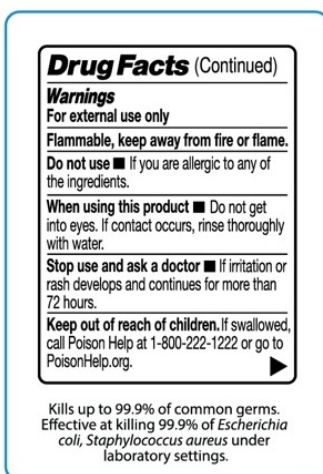 Drug Facts (Continued)
Warnings
For external use only
Flammable, keep away from fire or flame.
Do not use ■ If you are allergic to any of
the ingredients.
When using this product ■ Do not get
into eyes. If contact occurs, rinse thoroughly
with water.
Stop use and ask a doctor ■ If irritation or
rash develops and continues for more than
72 hours.
Keep out of reach of children. If swallowed,
call Poison Help at 1-800-222-1222 or go to
PoisonHelp.org.
Kills up to 99.9% of common germs.
Effective at killing 99.9% of Escherichia
coli, Staphylococcus aureus under
laboratory settings.